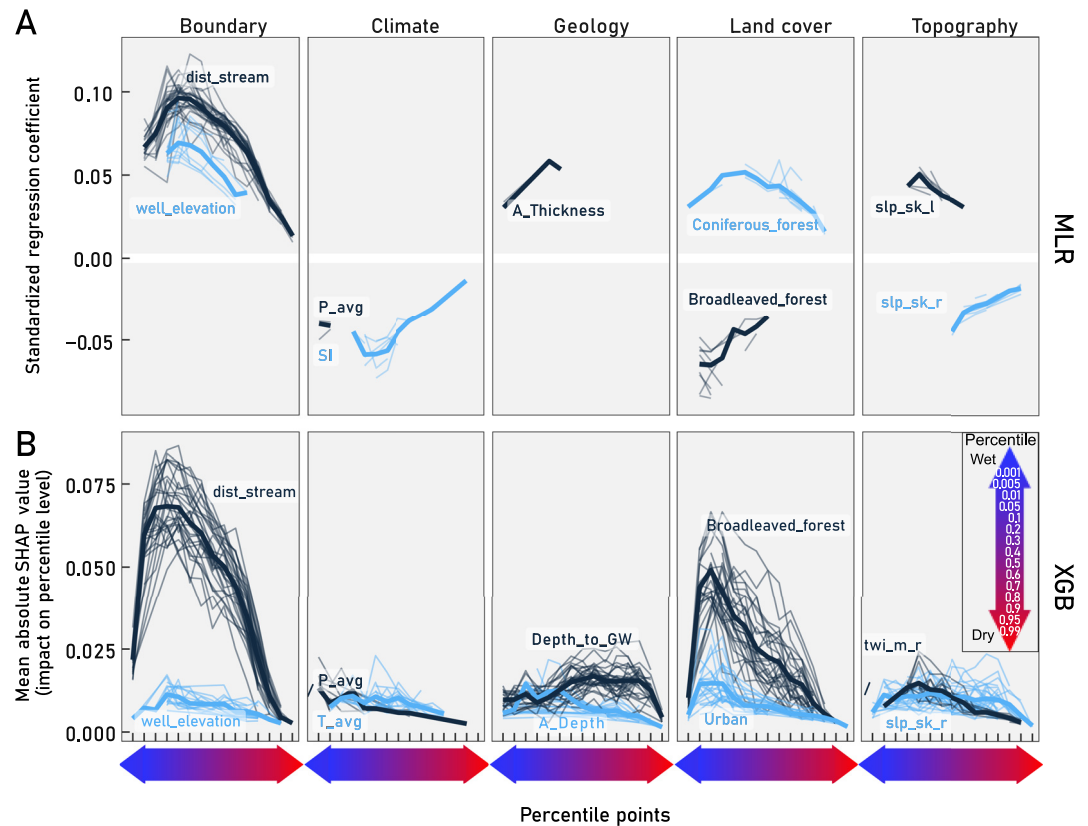 A
Boundary
Climate
Geology
Land cover
Topography
Standardized regression coefficient
0.10
0.05
0.00
−0.05
dist_stream
well_elevation
P_avg
SI
A_Thickness
Coniferous_forest
Broadleaved_forest
slp_sk_l
slp_sk_r
MLR
B
Mean absolute SHAP value
(impact on percentile level)
0.075
0.050
0.025
0.000
dist_stream
well_elevation
P_avg
T_avg
Depth_to_GW
A_Depth
Broadleaved_forest
Urban
twi_m_r
slp_sk_r
Percentile
Wet
0.001
0.005
0.01
0.05
0.1
0.2
0.3
0.4
0.5
0.6
0.7
0.8
0.9
0.95
0.99
Dry
XGB
Percentile points